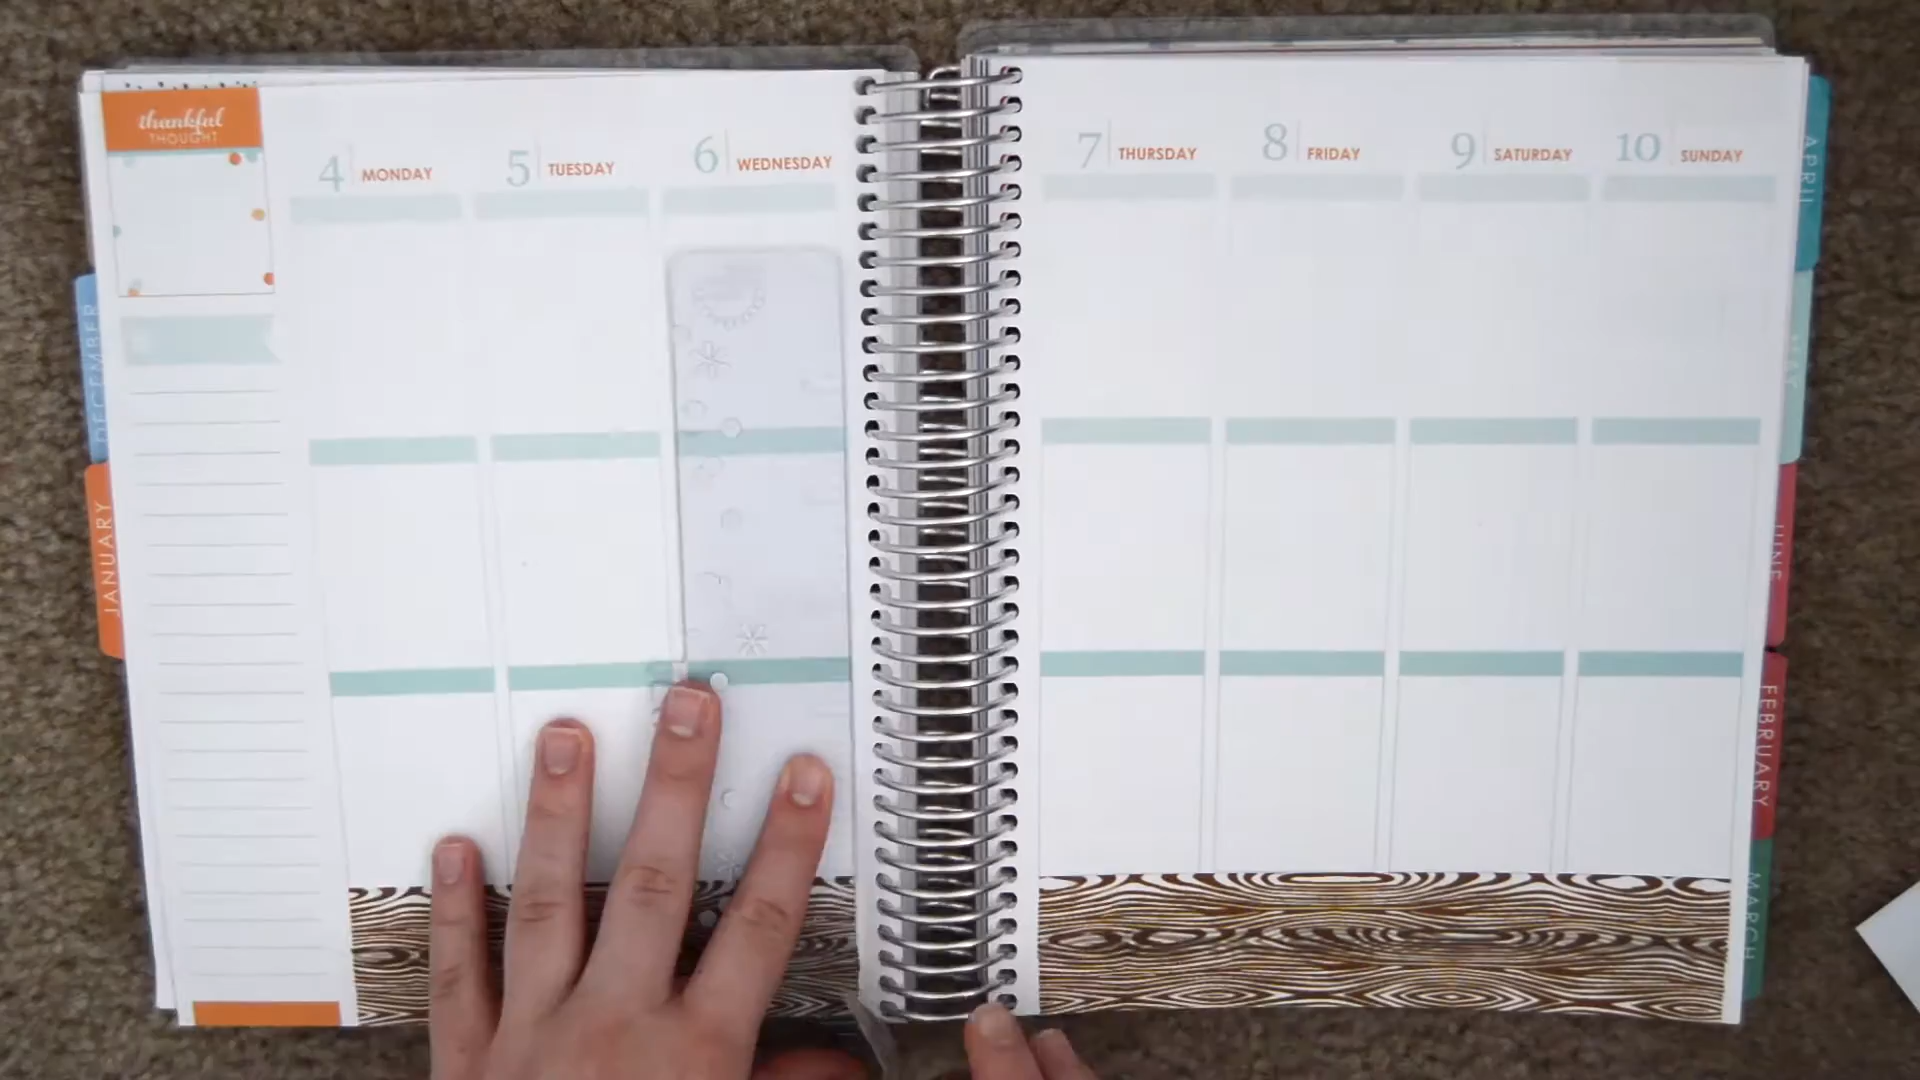 thankful
THOUGHT
4 MONDAY
5 TUESDAY
6 WEDNESDAY
7 THURSDAY
8 FRIDAY
9 SATURDAY
10 SUNDAY
DECEMBER
JANUARY
APRIL
MAY
JUNE
FEBRUARY
MARCH